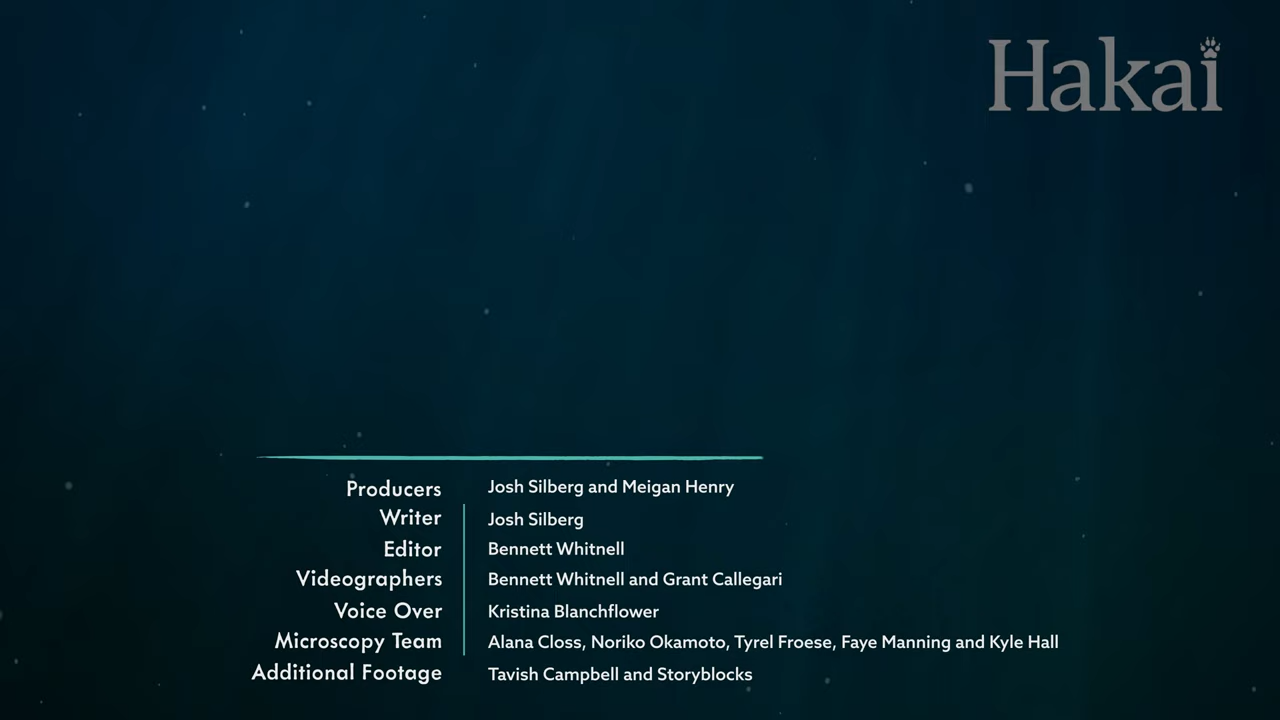 Hakai
Producers Josh Silberg and Meigan Henry
Writer Josh Silberg
Editor Bennett Whitnell
Videographers Bennett Whitnell and Grant Callegari
Voice Over Kristina Blanchflower
Microscopy Team Alana Closs, Noriko Okamoto, Tyrel Froese, Faye Manning and Kyle Hall
Additional Footage Tavish Campbell and Storyblocks